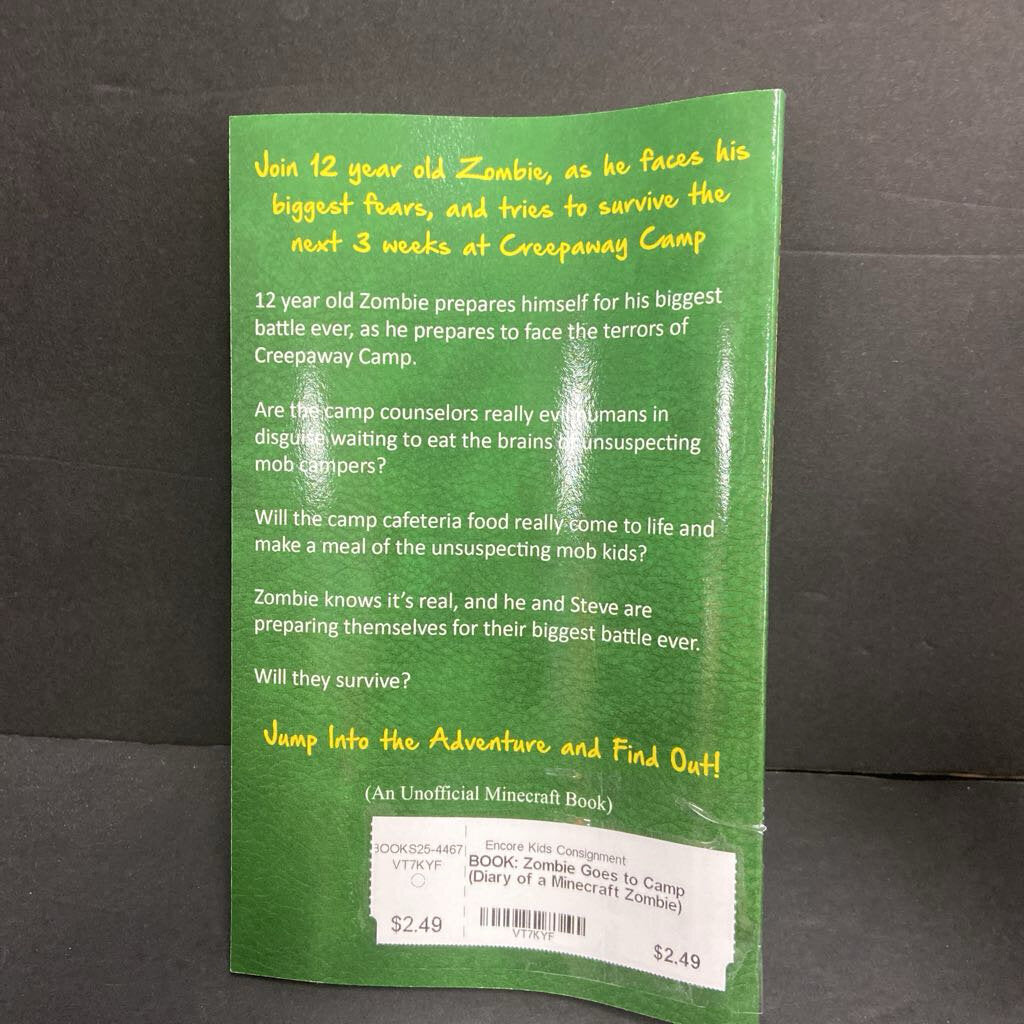 Join 12 year old Zombie, as he faces his
biggest fears, and tries to survive the
next 3 weeks at Creepaway Camp
12 year old Zombie prepares himself for his biggest
battle ever, as he prepares to face the terrors of
Creepaway Camp.
Are the camp counselors really evil humans in
disguise waiting to eat the brains of unsuspecting
mob campers?
Will the camp cafeteria food really come to life and
make a meal of the unsuspecting mob kids?
Zombie knows it's real, and he and Steve are
preparing themselves for their biggest battle ever.
Will they survive?
Jump Into the Adventure and Find Out!
(An Unofficial Minecraft Book)
BOOKS25-4467
VT7KYF
$2.49
Encore Kids Consignment
BOOK: Zombie Goes to Camp
(Diary of a Minecraft Zombie)
VT7KYF
$2.49